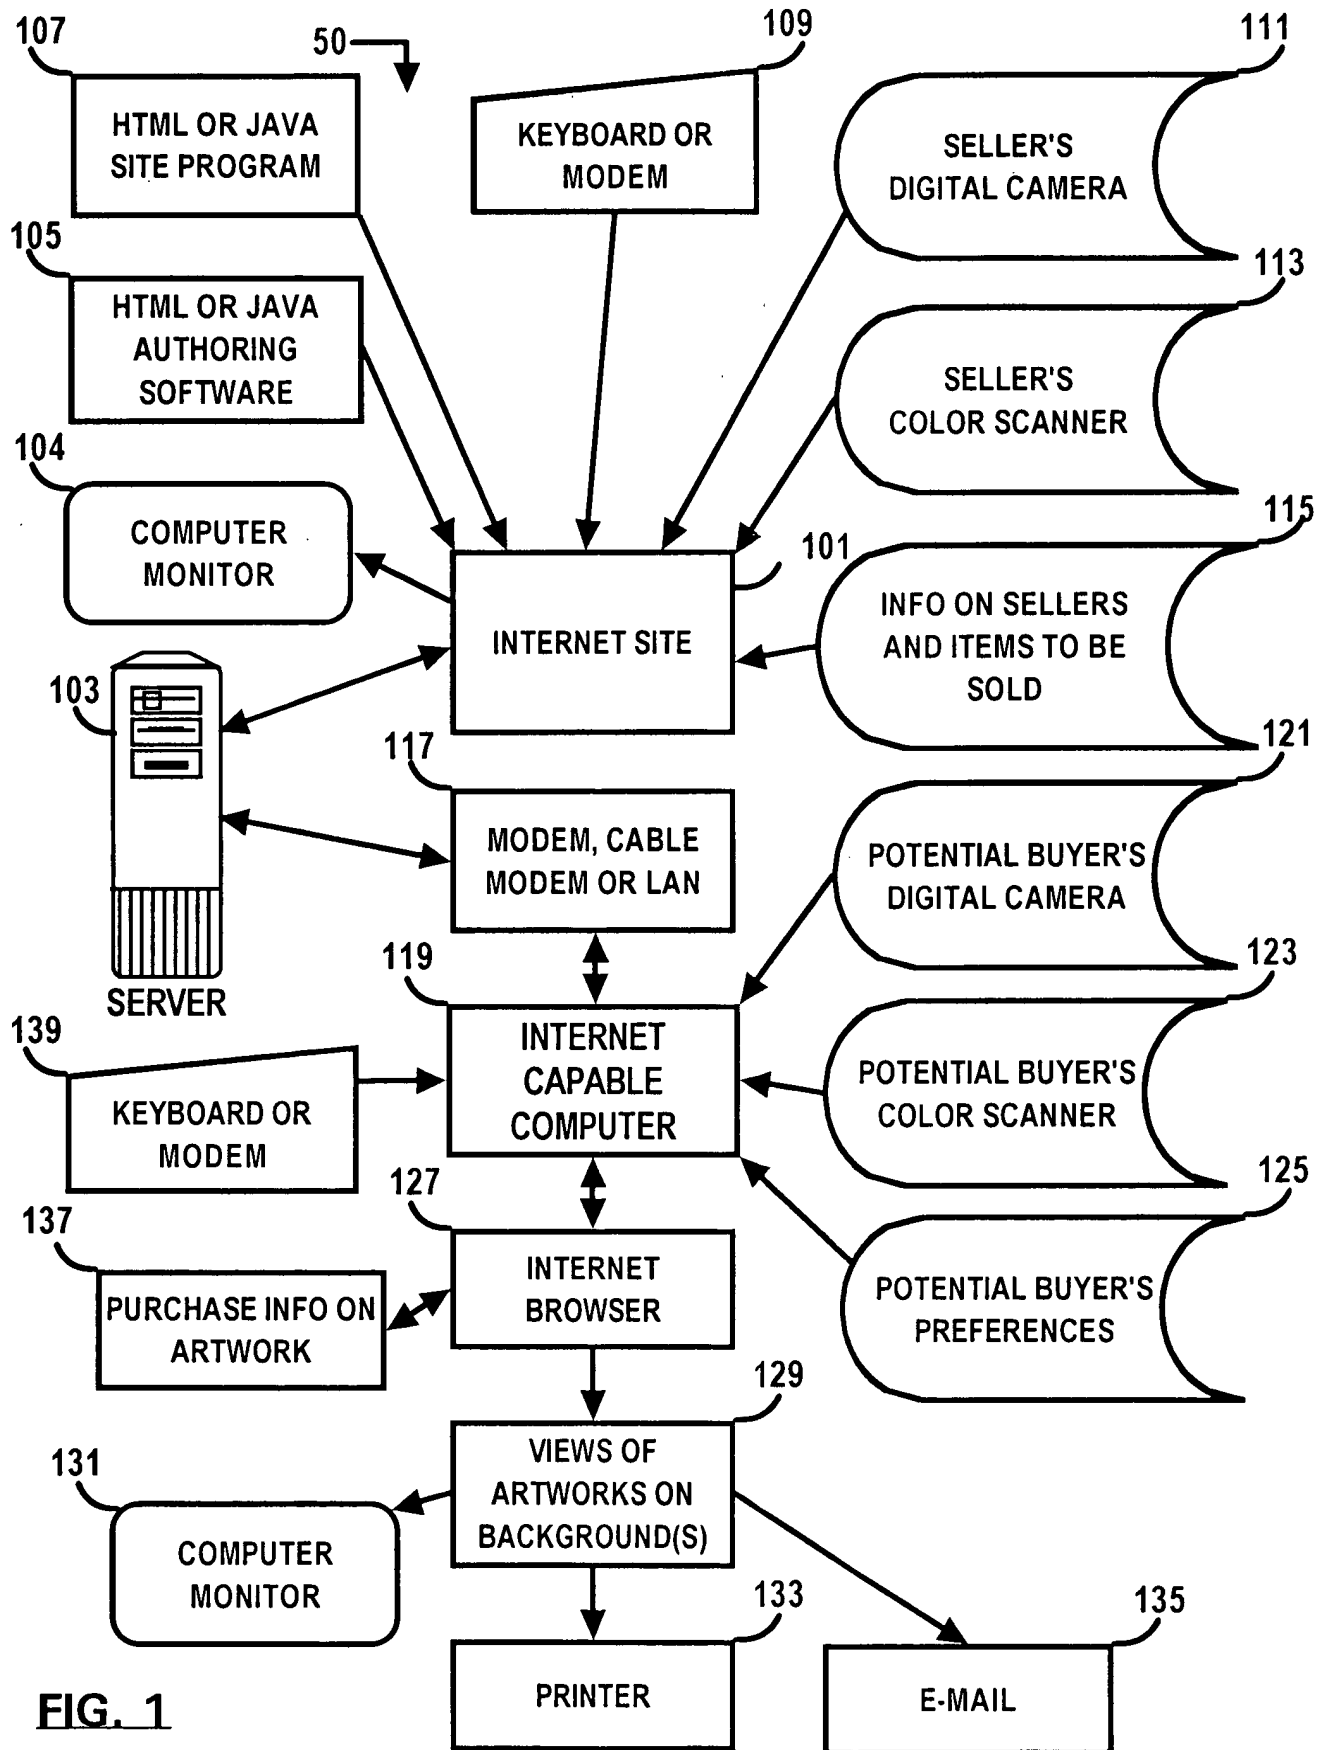 107
50
109
111
HTML OR JAVA
SITE PROGRAM
KEYBOARD OR
MODEM
SELLER'S
DIGITAL CAMERA
105
113
HTML OR JAVA
AUTHORING
SOFTWARE
SELLER'S
COLOR SCANNER
104
115
COMPUTER
MONITOR
101
INTERNET SITE
INFO ON SELLERS
AND ITEMS TO BE
SOLD
103
117
121
MODEM, CABLE
MODEM OR LAN
POTENTIAL BUYER'S
DIGITAL CAMERA
SERVER
119
123
139
INTERNET
CAPABLE
COMPUTER
POTENTIAL BUYER'S
COLOR SCANNER
KEYBOARD OR
MODEM
127
125
137
INTERNET
BROWSER
PURCHASE INFO ON
ARTWORK
POTENTIAL BUYER'S
PREFERENCES
129
131
VIEWS OF
ARTWORKS ON
BACKGROUND(S)
COMPUTER
MONITOR
133
135
PRINTER
E-MAIL
FIG. 1